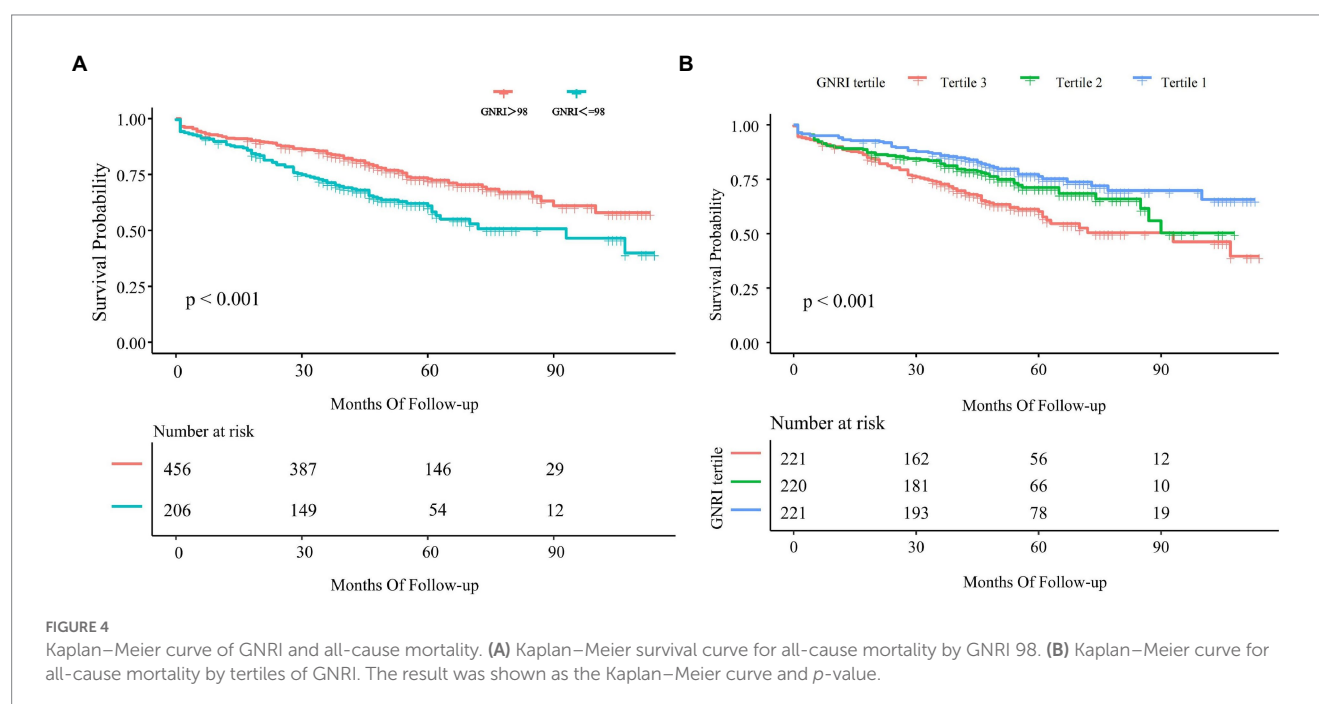 A
GNRI>98 GNRI<=98
1.00
0.75
0.50
0.25
0.00
Survival Probability
p < 0.001
0 30 60 90
Months Of Follow-up
Number at risk
456 387 146 29
206 149 54 12
0 30 60 90
Months Of Follow-up
B
GNRI tertile Tertile 3 Tertile 2 Tertile 1
1.00
0.75
0.50
0.25
0.00
Survival Probability
p < 0.001
0 30 60 90
Months Of Follow-up
Number at risk
GNRI tertile
221 162 56 12
220 181 66 10
221 193 78 19
0 30 60 90
Months Of Follow-up
FIGURE 4
Kaplan–Meier curve of GNRI and all-cause mortality. (A) Kaplan–Meier survival curve for all-cause mortality by GNRI 98. (B) Kaplan–Meier curve for
all-cause mortality by tertiles of GNRI. The result was shown as the Kaplan–Meier curve and p-value.